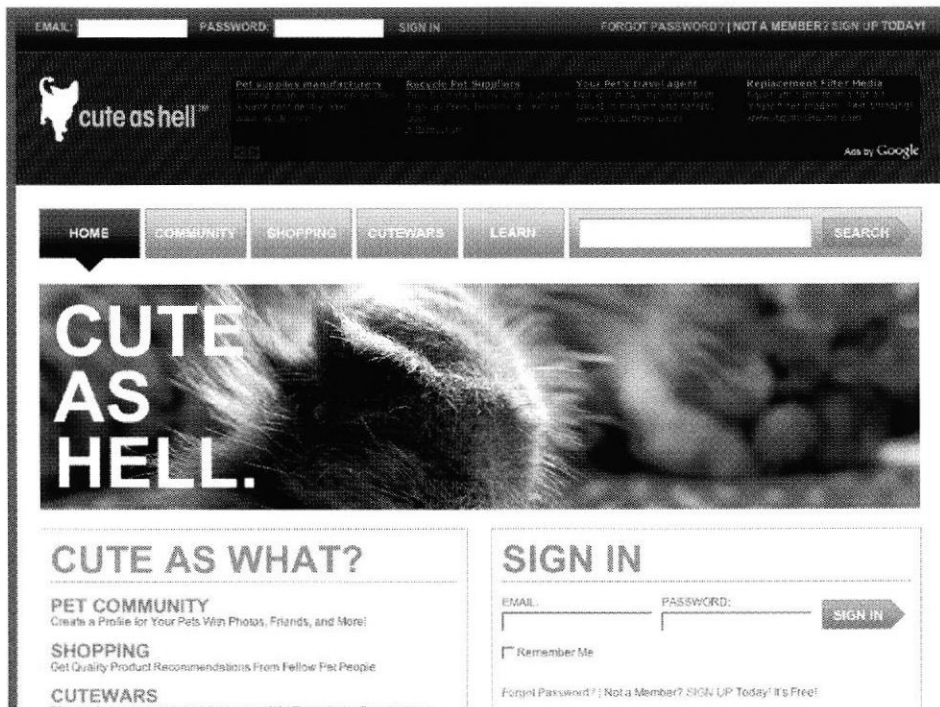 EMAIL: PASSWORD: SIGN IN FORGOT PASSWORD? | NOT A MEMBER? SIGN UP TODAY!
cute as hell™
Pet supplies manufacturers Recycle Pet Suppliers Your Pet's travel agent Replacement Filter Media
Ads by Google
HOME COMMUNITY SHOPPING CUTEWARS LEARN SEARCH
CUTE
AS
HELL.
CUTE AS WHAT?
PET COMMUNITY
Create a Profile for Your Pets With Photos, Friends, and More!
SHOPPING
Get Quality Product Recommendations From Fellow Pet People
CUTEWARS
SIGN IN
EMAIL: PASSWORD:
SIGN IN
Remember Me
Forgot Password? | Not a Member? SIGN UP Today! It's Free!